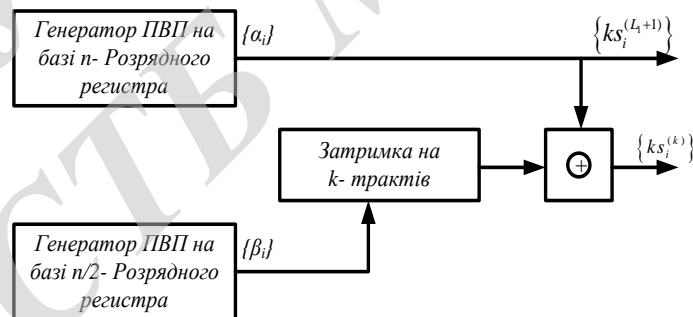 Генератор ПВП на
базі n- Розрядного
регистра
{αᵢ}
{ksᵢ^(L₁+1)}
Затримка на
k- трактів
+
{ksᵢ^(k)}
Генератор ПВП на
базі n/2- Розрядного
регистра
{βᵢ}